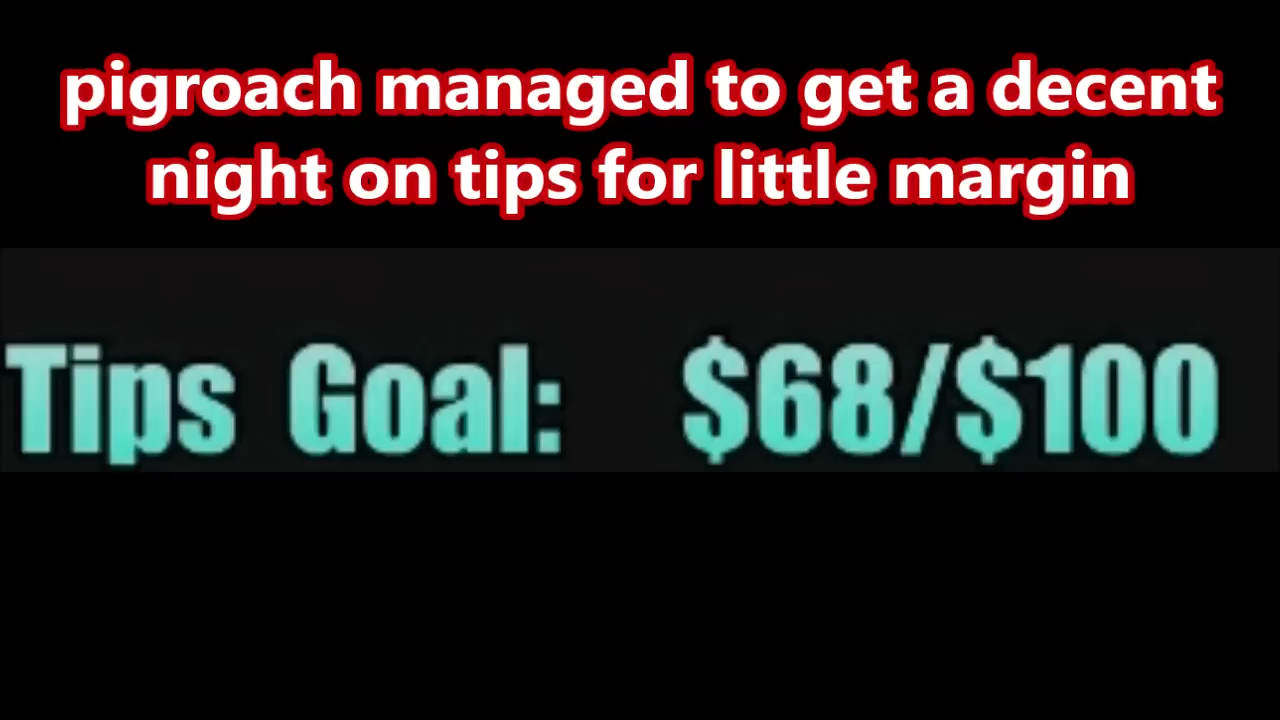 pigroach managed to get a decent
night on tips for little margin
Tips Goal: $68/$100